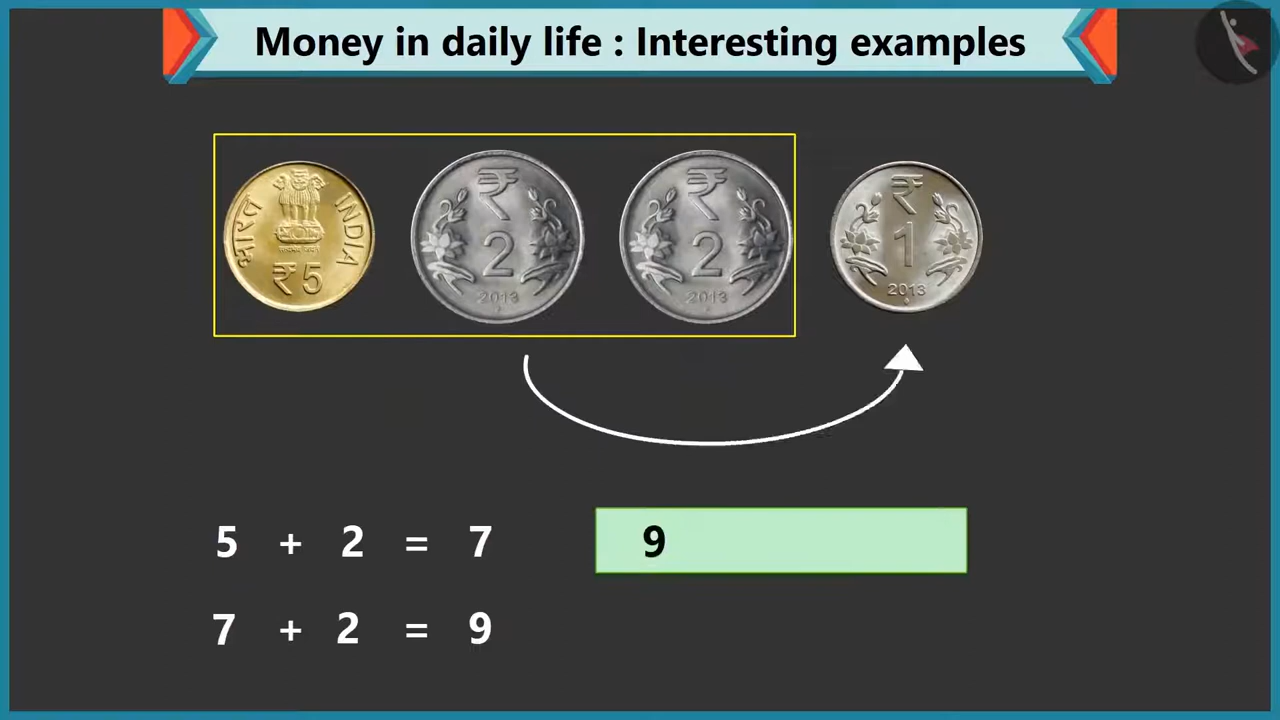 Money in daily life : Interesting examples
भारत INDIA
₹ 5
₹
2
2013
₹
2
2013
₹
1
2013
5 + 2 = 7
9
7 + 2 = 9